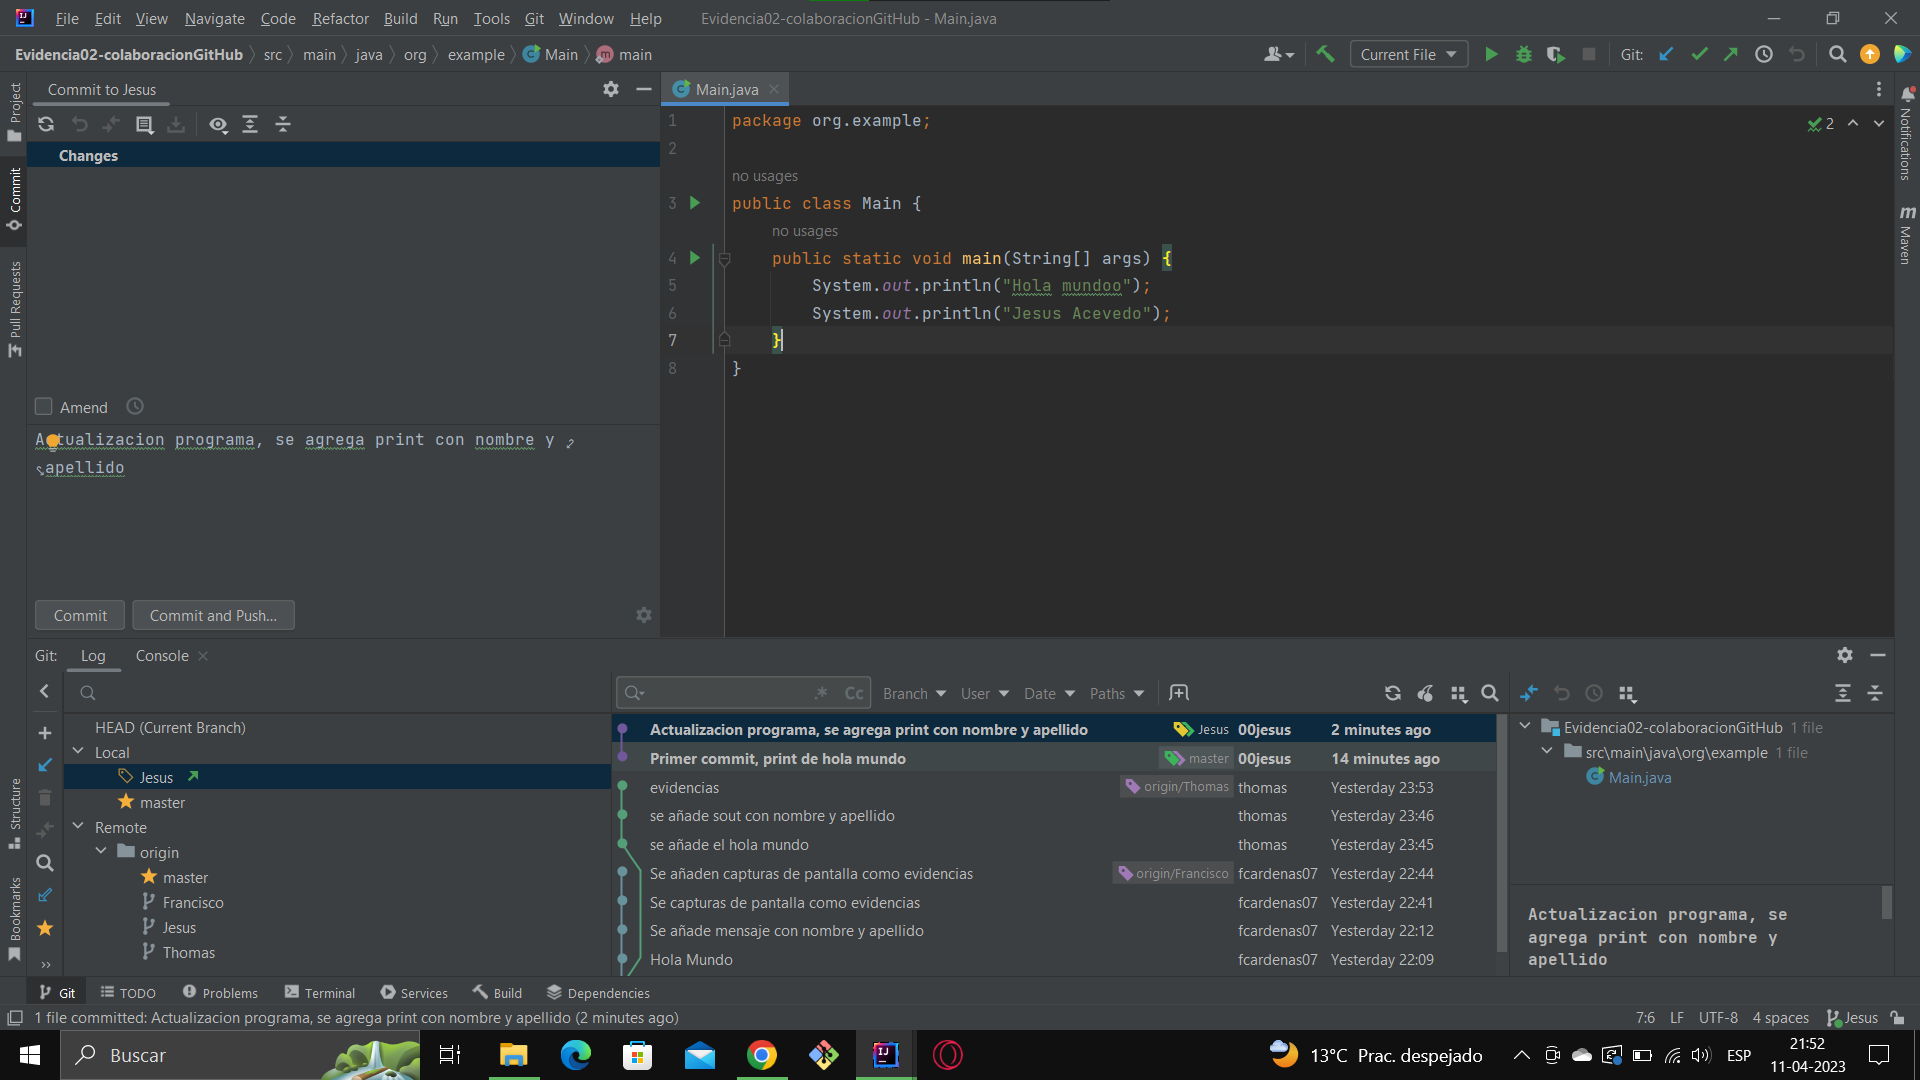 File Edit View Navigate Code Refactor Build Run Tools Git Window Help Evidencia02-colaboracionGitHub - Main.java
Evidencia02-colaboracionGitHub src main java org example Main main Current File Git:
Project
Commit
Pull Requests
Structure
Bookmarks
Commit to Jesus
Changes
Amend
Actualizacion programa, se agrega print con nombre y
apellido
Commit Commit and Push...
Main.java
2
1 package org.example;
2
no usages
3 public class Main {
no usages
4 public static void main(String[] args) {
5 System.out.println("Hola mundoo");
6 System.out.println("Jesus Acevedo");
7 }
8 }
Notifications
Maven
Git: Log Console
HEAD (Current Branch)
Local
Jesus
master
Remote
origin
master
Francisco
Jesus
Thomas
.* Cc Branch User Date Paths
Actualizacion programa, se agrega print con nombre y apellido Jesus 00jesus 2 minutes ago
Primer commit, print de hola mundo master 00jesus 14 minutes ago
evidencias origin/Thomas thomas Yesterday 23:53
se añade sout con nombre y apellido thomas Yesterday 23:46
se añade el hola mundo thomas Yesterday 23:45
Se añaden capturas de pantalla como evidencias origin/Francisco fcardenas07 Yesterday 22:44
Se capturas de pantalla como evidencias fcardenas07 Yesterday 22:41
Se añade mensaje con nombre y apellido fcardenas07 Yesterday 22:12
Hola Mundo fcardenas07 Yesterday 22:09
Evidencia02-colaboracionGitHub 1 file
src\main\java\org\example 1 file
Main.java
Actualizacion programa, se
agrega print con nombre y
apellido
Git TODO Problems Terminal Services Build Dependencies
1 file committed: Actualizacion programa, se agrega print con nombre y apellido (2 minutes ago) 7:6 LF UTF-8 4 spaces Jesus
Buscar 13°C Prac. despejado ESP 21:52
11-04-2023